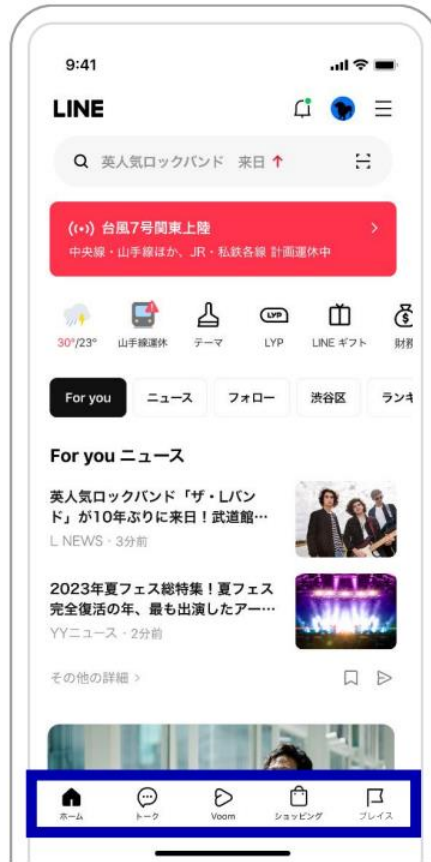 9:41
LINE
英人気ロックバンド 来日 ↑
台風7号関東上陸
中央線・山手線ほか、JR・私鉄各線 計画運休中
30°/23° 山手線運休 テーマ LYP LINE ギフト 財務
For you ニュース フォロー 渋谷区 ランキ
For you ニュース
英人気ロックバンド「ザ・Lバン
ド」が10年ぶりに来日！武道館…
L NEWS・3分前
2023年夏フェス総特集！夏フェス
完全復活の年、最も出演したアー…
YYニュース・2分前
その他の詳細 >
ホーム トーク Voom ショッピング プレイス